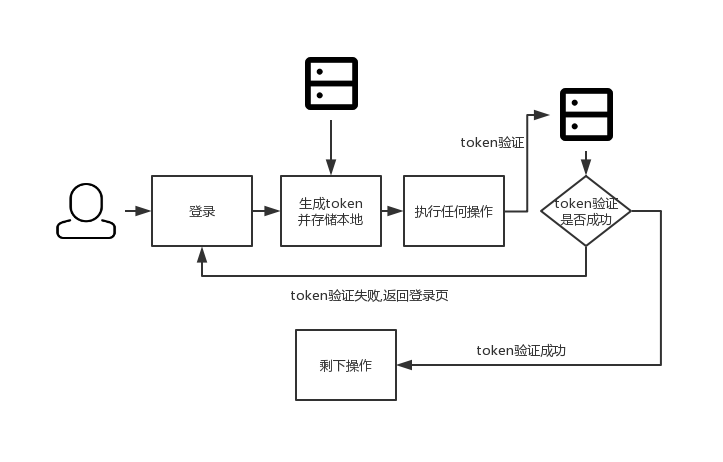 token验证
登录
生成token
并存储本地
执行任何操作
token验证
是否成功
token验证失败,返回登录页
token验证成功
剩下操作